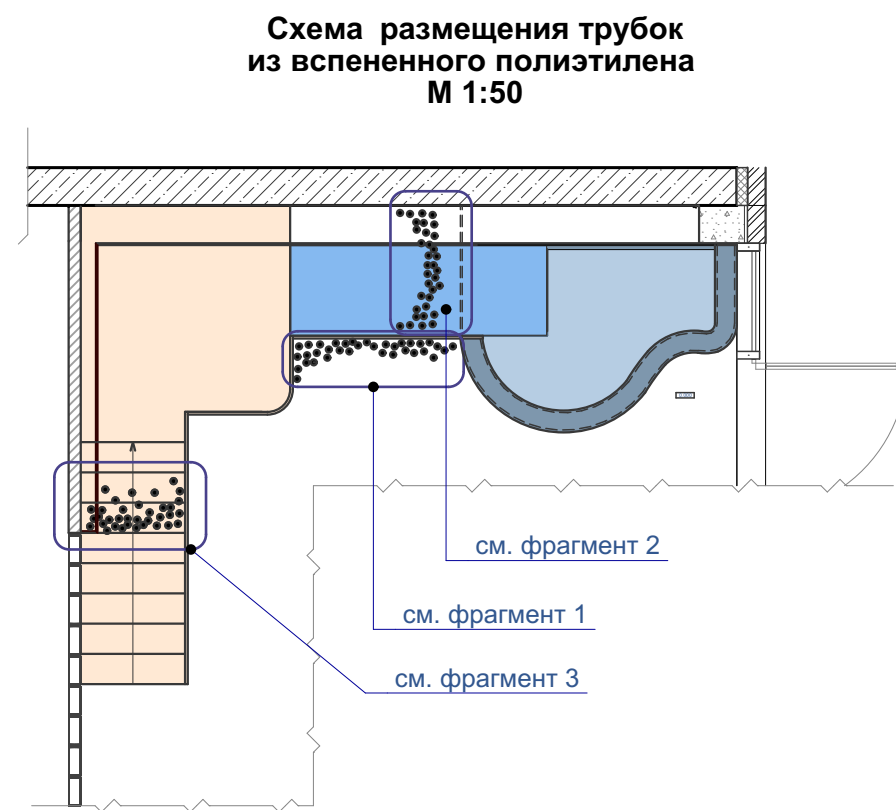 Схема размещения трубок
из вспененного полиэтилена
М 1:50
см. фрагмент 2
см. фрагмент 1
см. фрагмент 3